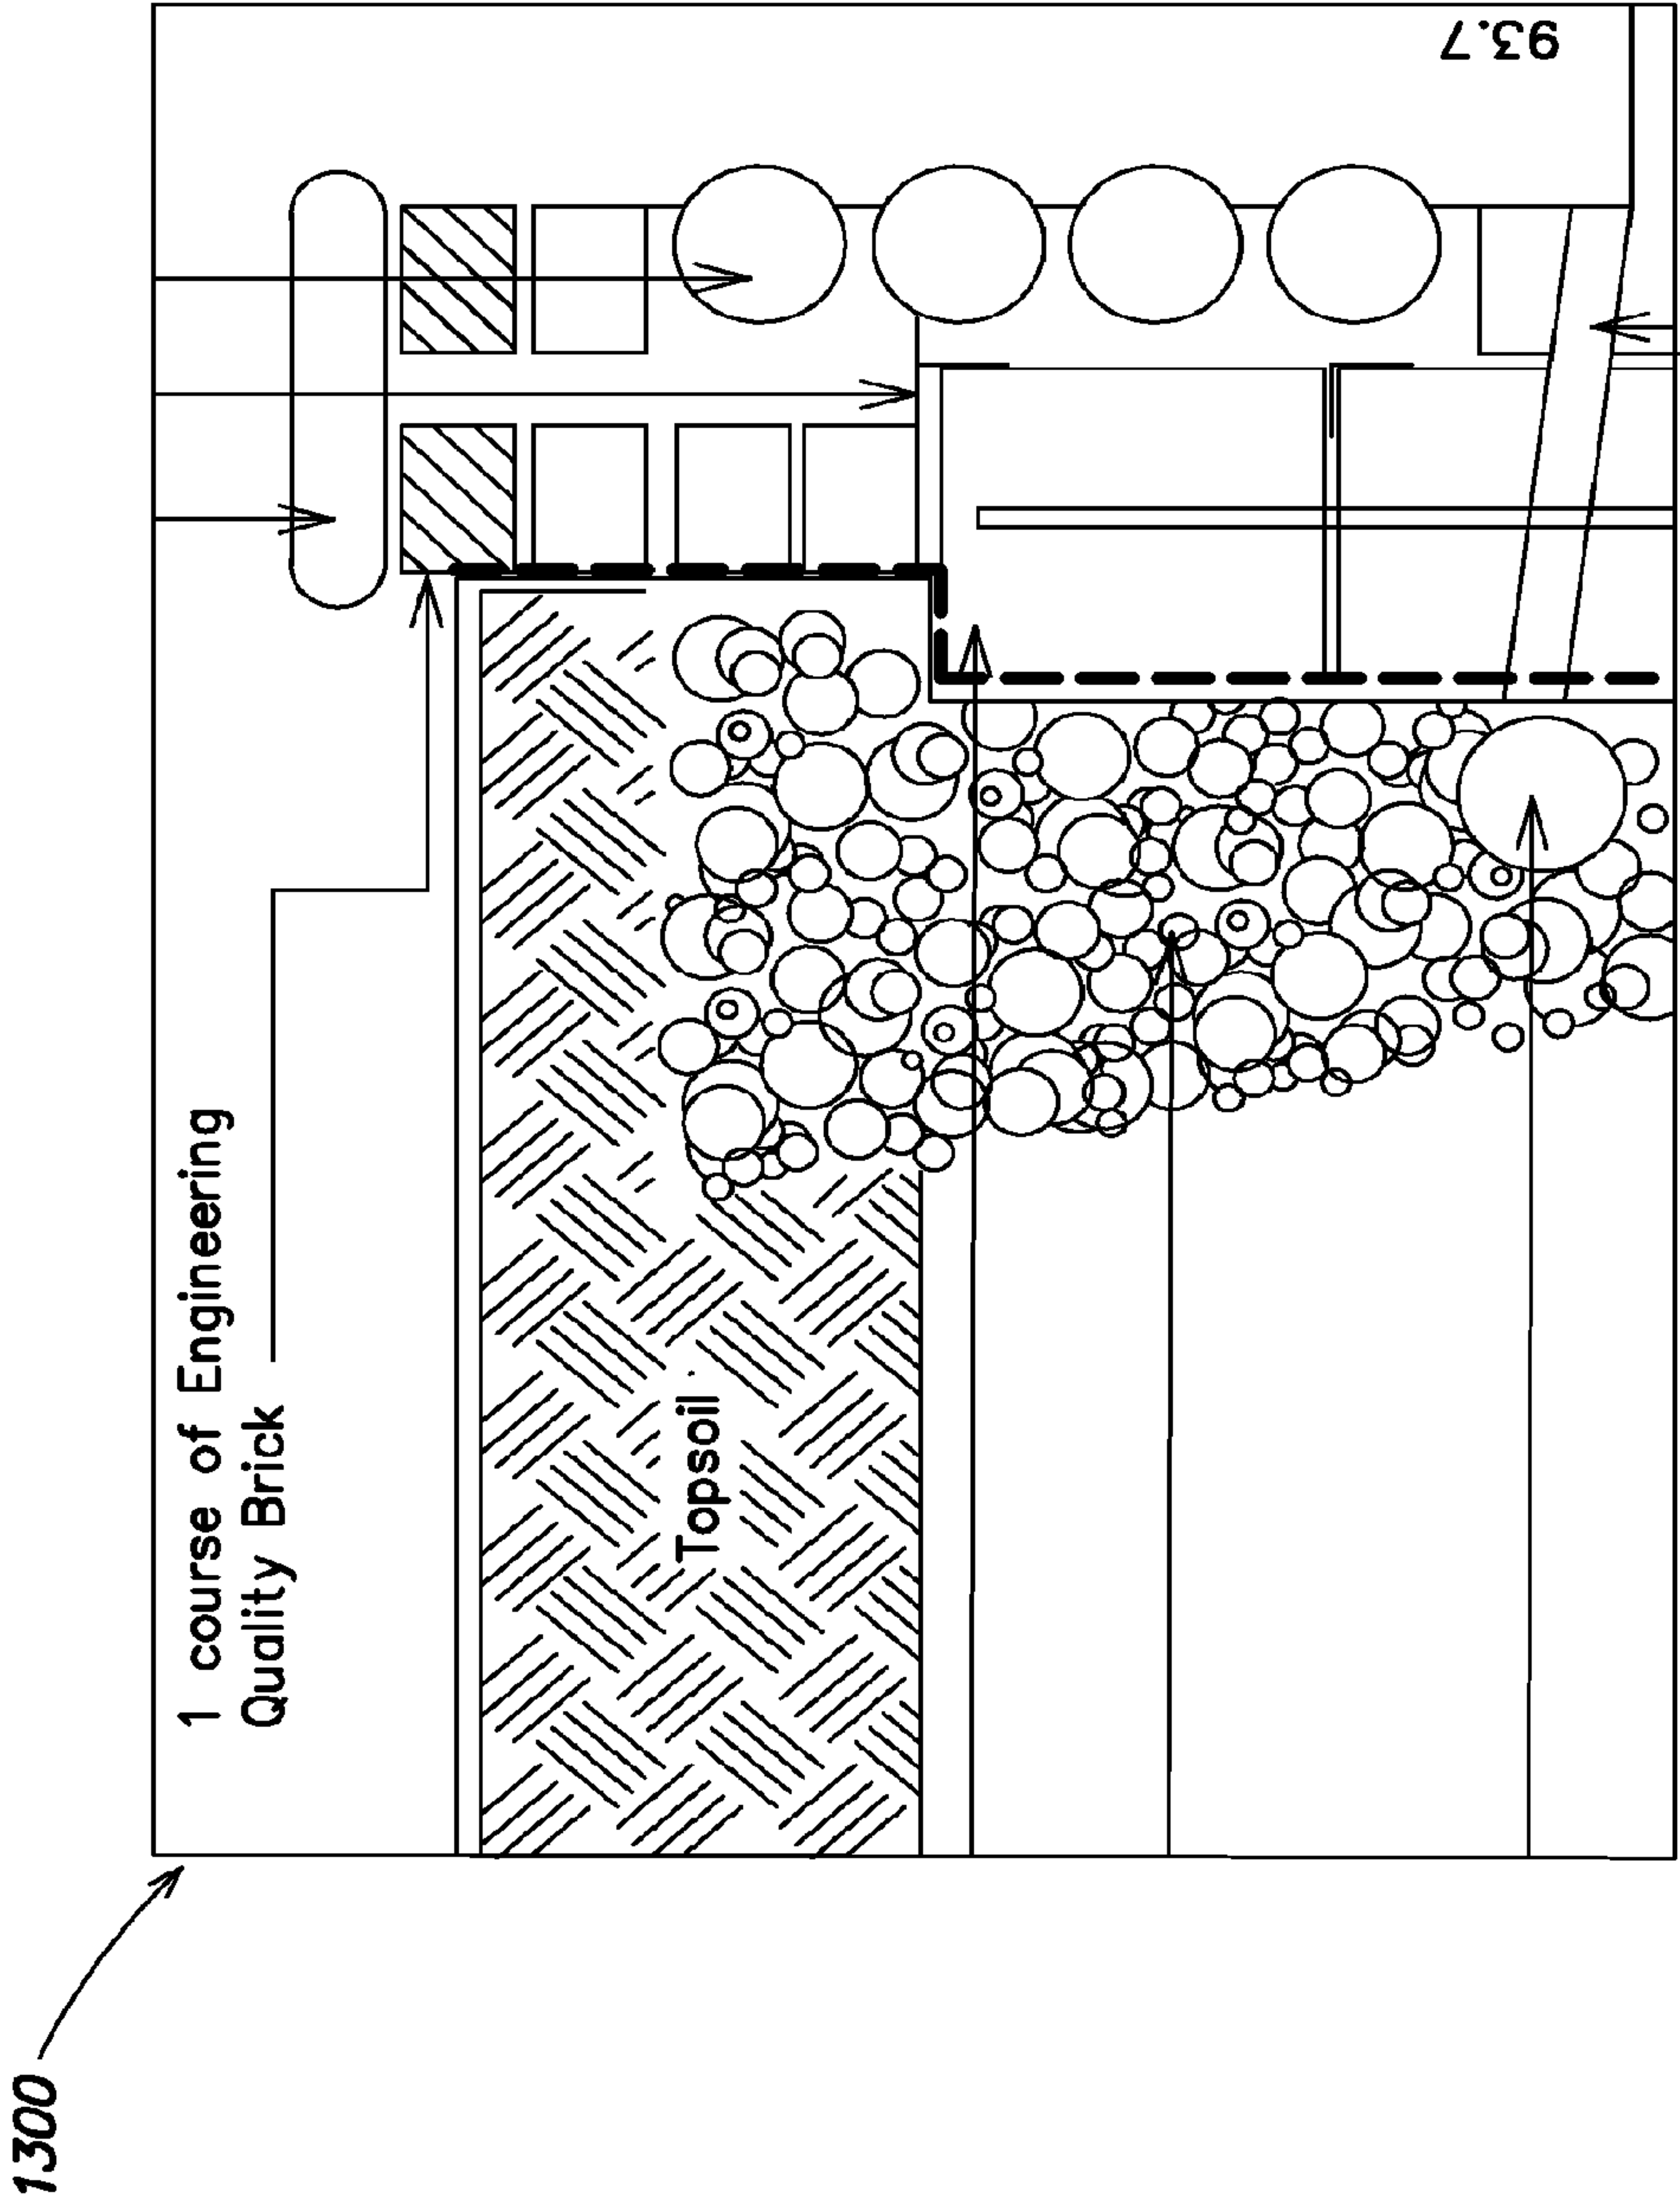 1300
1 course of Engineering
Quality Brick
Topsoil
93.7